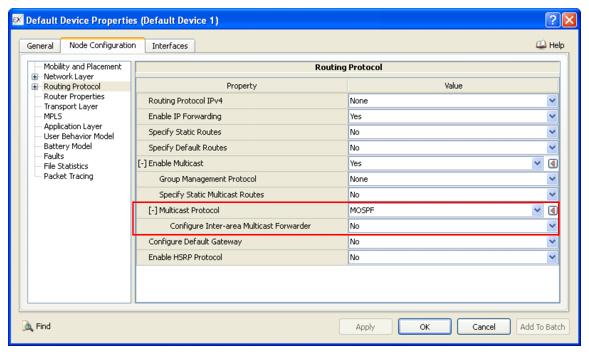 Default Device Properties (Default Device 1)
General Node Configuration Interfaces Help
Mobility and Placement
Network Layer
Routing Protocol
Router Properties
Transport Layer
MPLS
Application Layer
User Behavior Model
Battery Model
Faults
File Statistics
Packet Tracing
Routing Protocol
Property Value
Routing Protocol IPv4 None
Enable IP Forwarding Yes
Specify Static Routes No
Specify Default Routes No
[-] Enable Multicast Yes
Group Management Protocol None
Specify Static Multicast Routes No
[-] Multicast Protocol MOSPF
Configure Inter-area Multicast Forwarder No
Configure Default Gateway No
Enable HSRP Protocol No
Find Apply OK Cancel Add To Batch